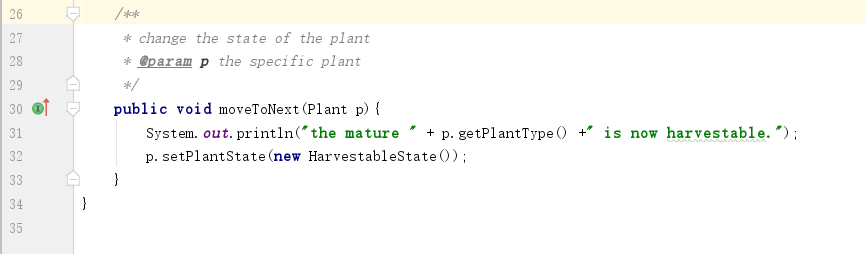 26 /**
27 * change the state of the plant
28 * @param p the specific plant
29 */
30 public void moveToNext(Plant p){
31 System.out.println("the mature " + p.getPlantType() +" is now harvestable.");
32 p.setPlantState(new HarvestableState());
33 }
34 }
35